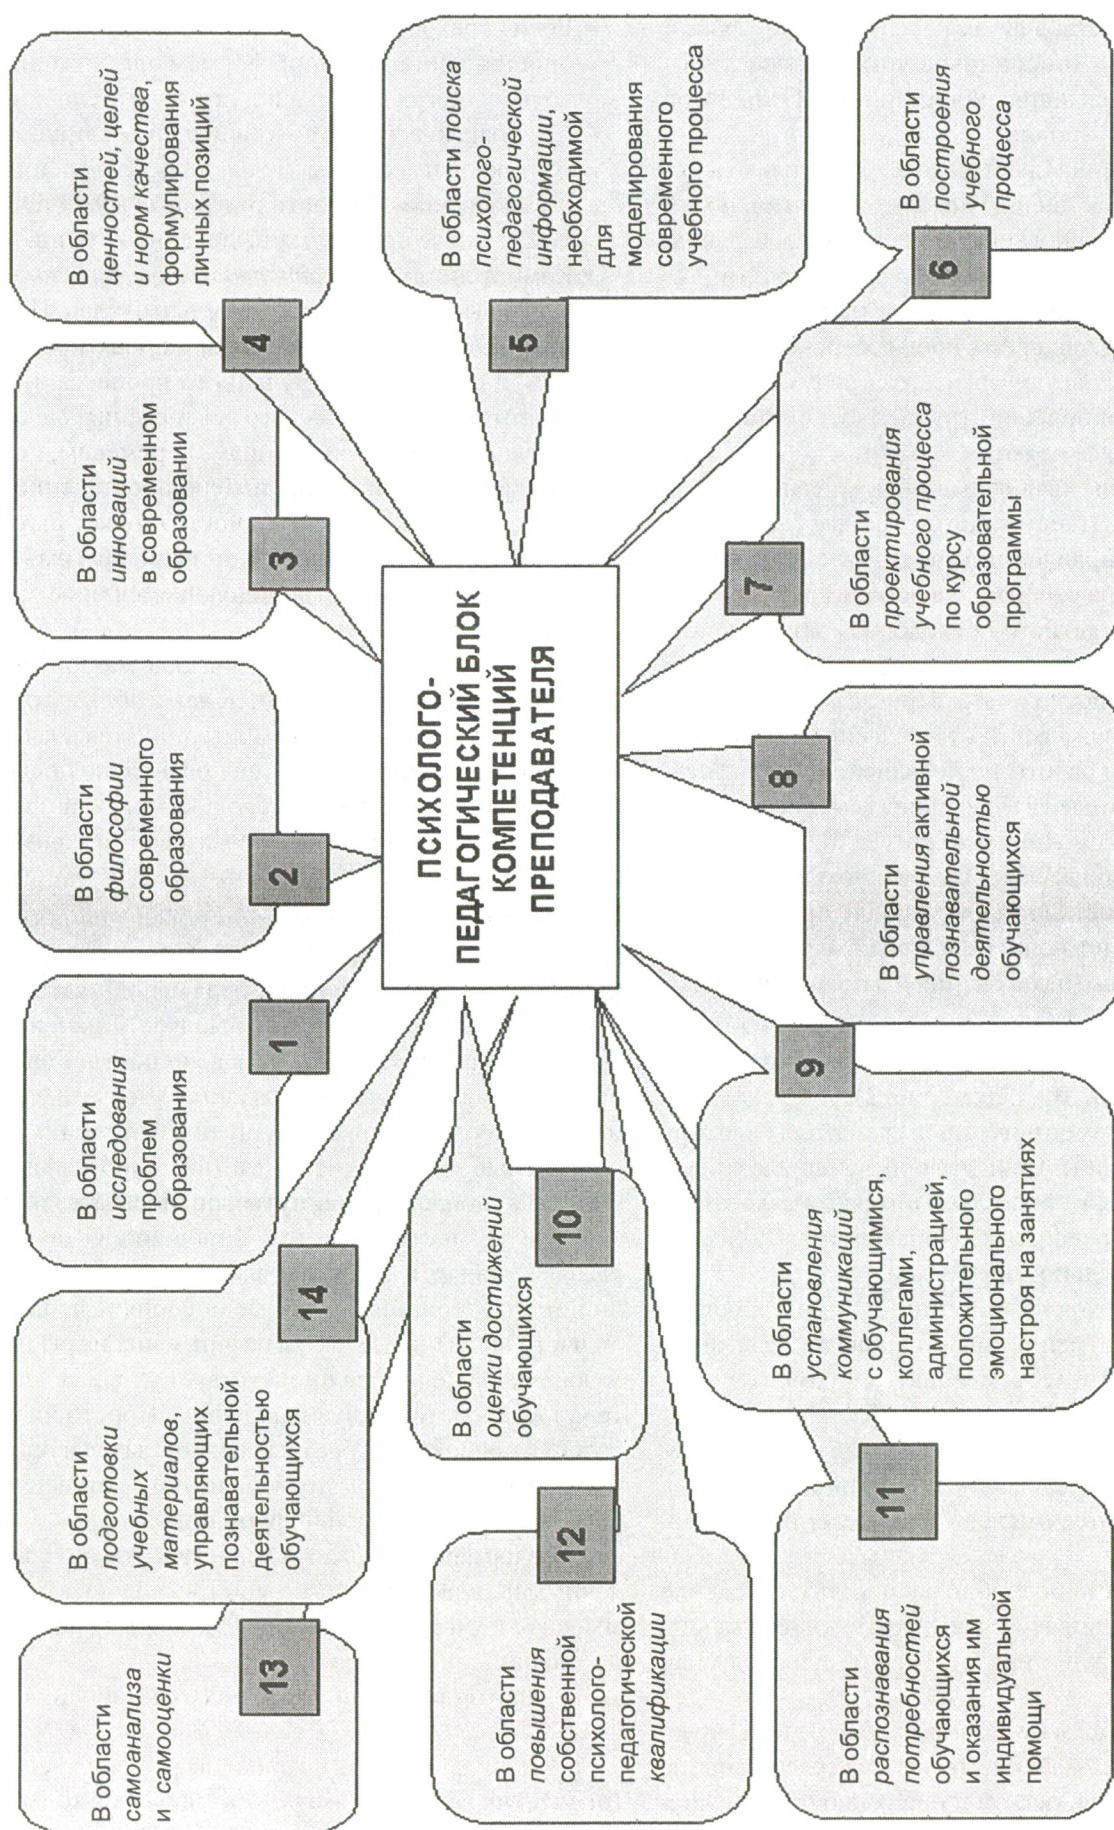 ПСИХОЛОГО-
ПЕДАГОГИЧЕСКИЙ БЛОК
КОМПЕТЕНЦИЙ
ПРЕПОДАВАТЕЛЯ
1
В области
исследования
проблем
образования
2
В области
философии
современного
образования
3
В области
инноваций
в современном
образовании
4
В области
ценностей, целей
и норм качества,
формулирования
личных позиций
5
В области поиска
психолого-
педагогической
информации,
необходимой
для
моделирования
современного
учебного процесса
6
В области
построения
учебного
процесса
7
В области
проектирования
учебного процесса
по курсу
образовательной
программы
8
В области
управления активной
познавательной
деятельностью
обучающихся
9
В области
установления
коммуникаций
с обучающимися,
коллегами,
администрацией,
положительного
эмоционального
настроя на занятиях
10
В области
оценки достижений
обучающихся
11
В области
распознавания
потребностей
обучающихся
и оказания им
индивидуальной
помощи
12
В области
повышения
собственной
психолого-
педагогической
квалификации
13
В области
самоанализа
и самооценки
14
В области
подготовки
учебных
материалов,
управляющих
познавательной
деятельностью
обучающихся